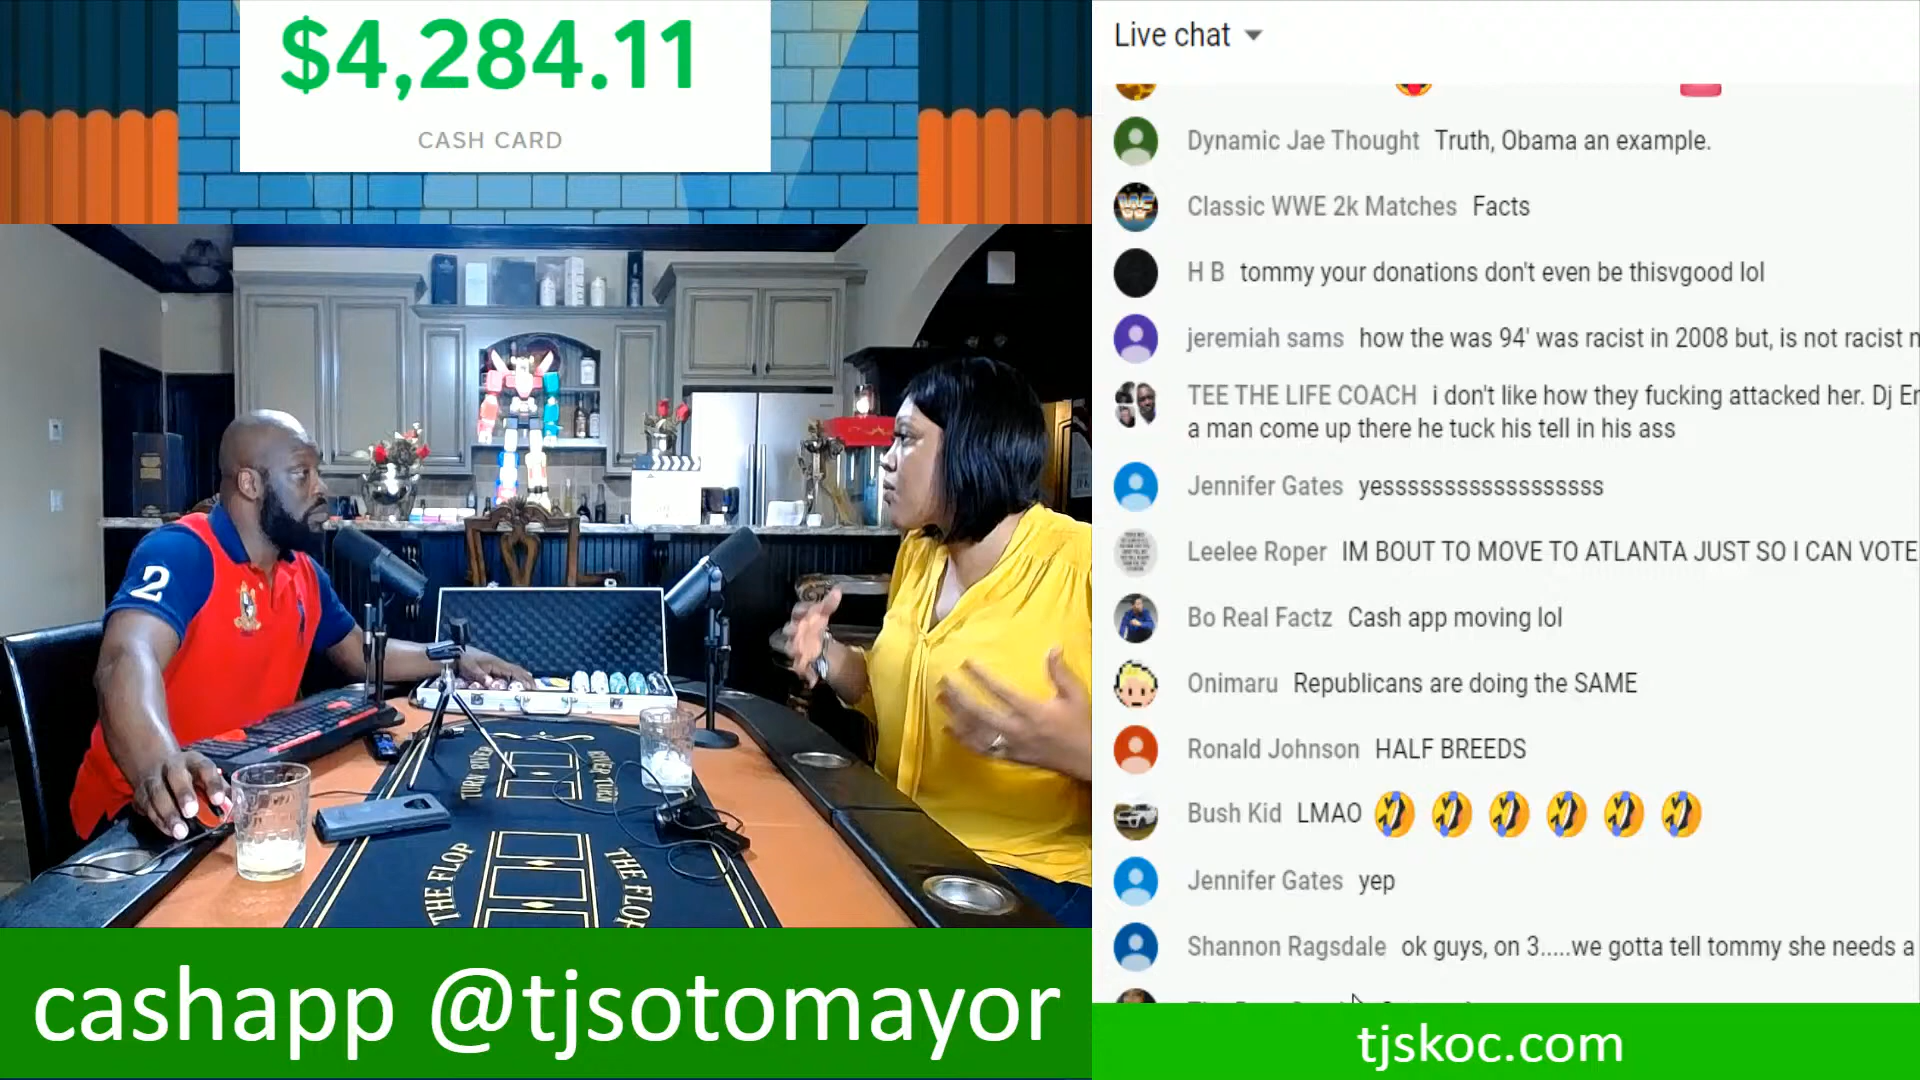 $4,284.11
CASH CARD
2
TURN RIVER
RIVER TURN
THE FLOP
THE FLOP
cashapp @tjsotomayor
Live chat
Dynamic Jae Thought Truth, Obama an example.
Classic WWE 2k Matches Facts
H B tommy your donations don't even be thisvgood lol
jeremiah sams how the was 94' was racist in 2008 but, is not racist
TEE THE LIFE COACH i don't like how they fucking attacked her. Dj
a man come up there he tuck his tell in his ass
Jennifer Gates yesssssssssssssssssss
Leelee Roper IM BOUT TO MOVE TO ATLANTA JUST SO I CAN VOTE
Bo Real Factz Cash app moving lol
Onimaru Republicans are doing the SAME
Ronald Johnson HALF BREEDS
Bush Kid LMAO 🤣 🤣 🤣 🤣 🤣 🤣
Jennifer Gates yep
Shannon Ragsdale ok guys, on 3.....we gotta tell tommy she needs a
tjskoc.com